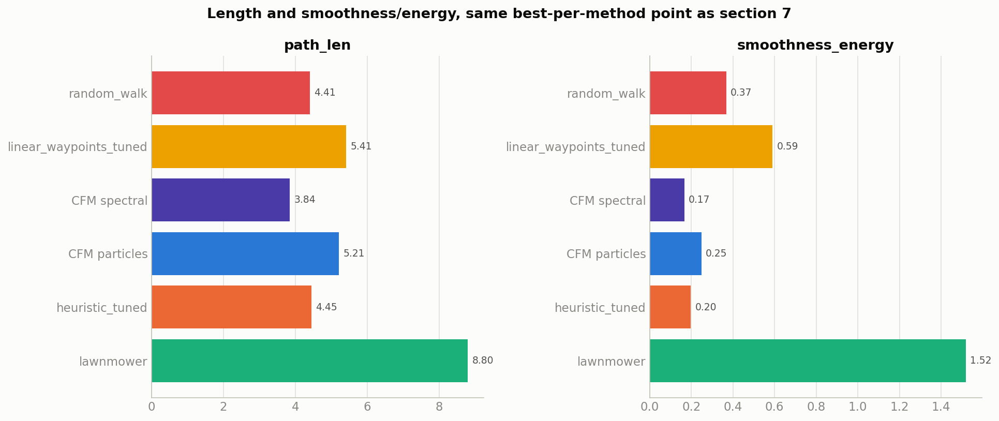 Length and smoothness/energy, same best-per-method point as section 7
path_len
random_walk
4.41
linear_waypoints_tuned
5.41
CFM spectral
3.84
CFM particles
5.21
heuristic_tuned
4.45
lawnmower
8.80
0 2 4 6 8
smoothness_energy
random_walk
0.37
linear_waypoints_tuned
0.59
CFM spectral
0.17
CFM particles
0.25
heuristic_tuned
0.20
lawnmower
1.52
0.0 0.2 0.4 0.6 0.8 1.0 1.2 1.4